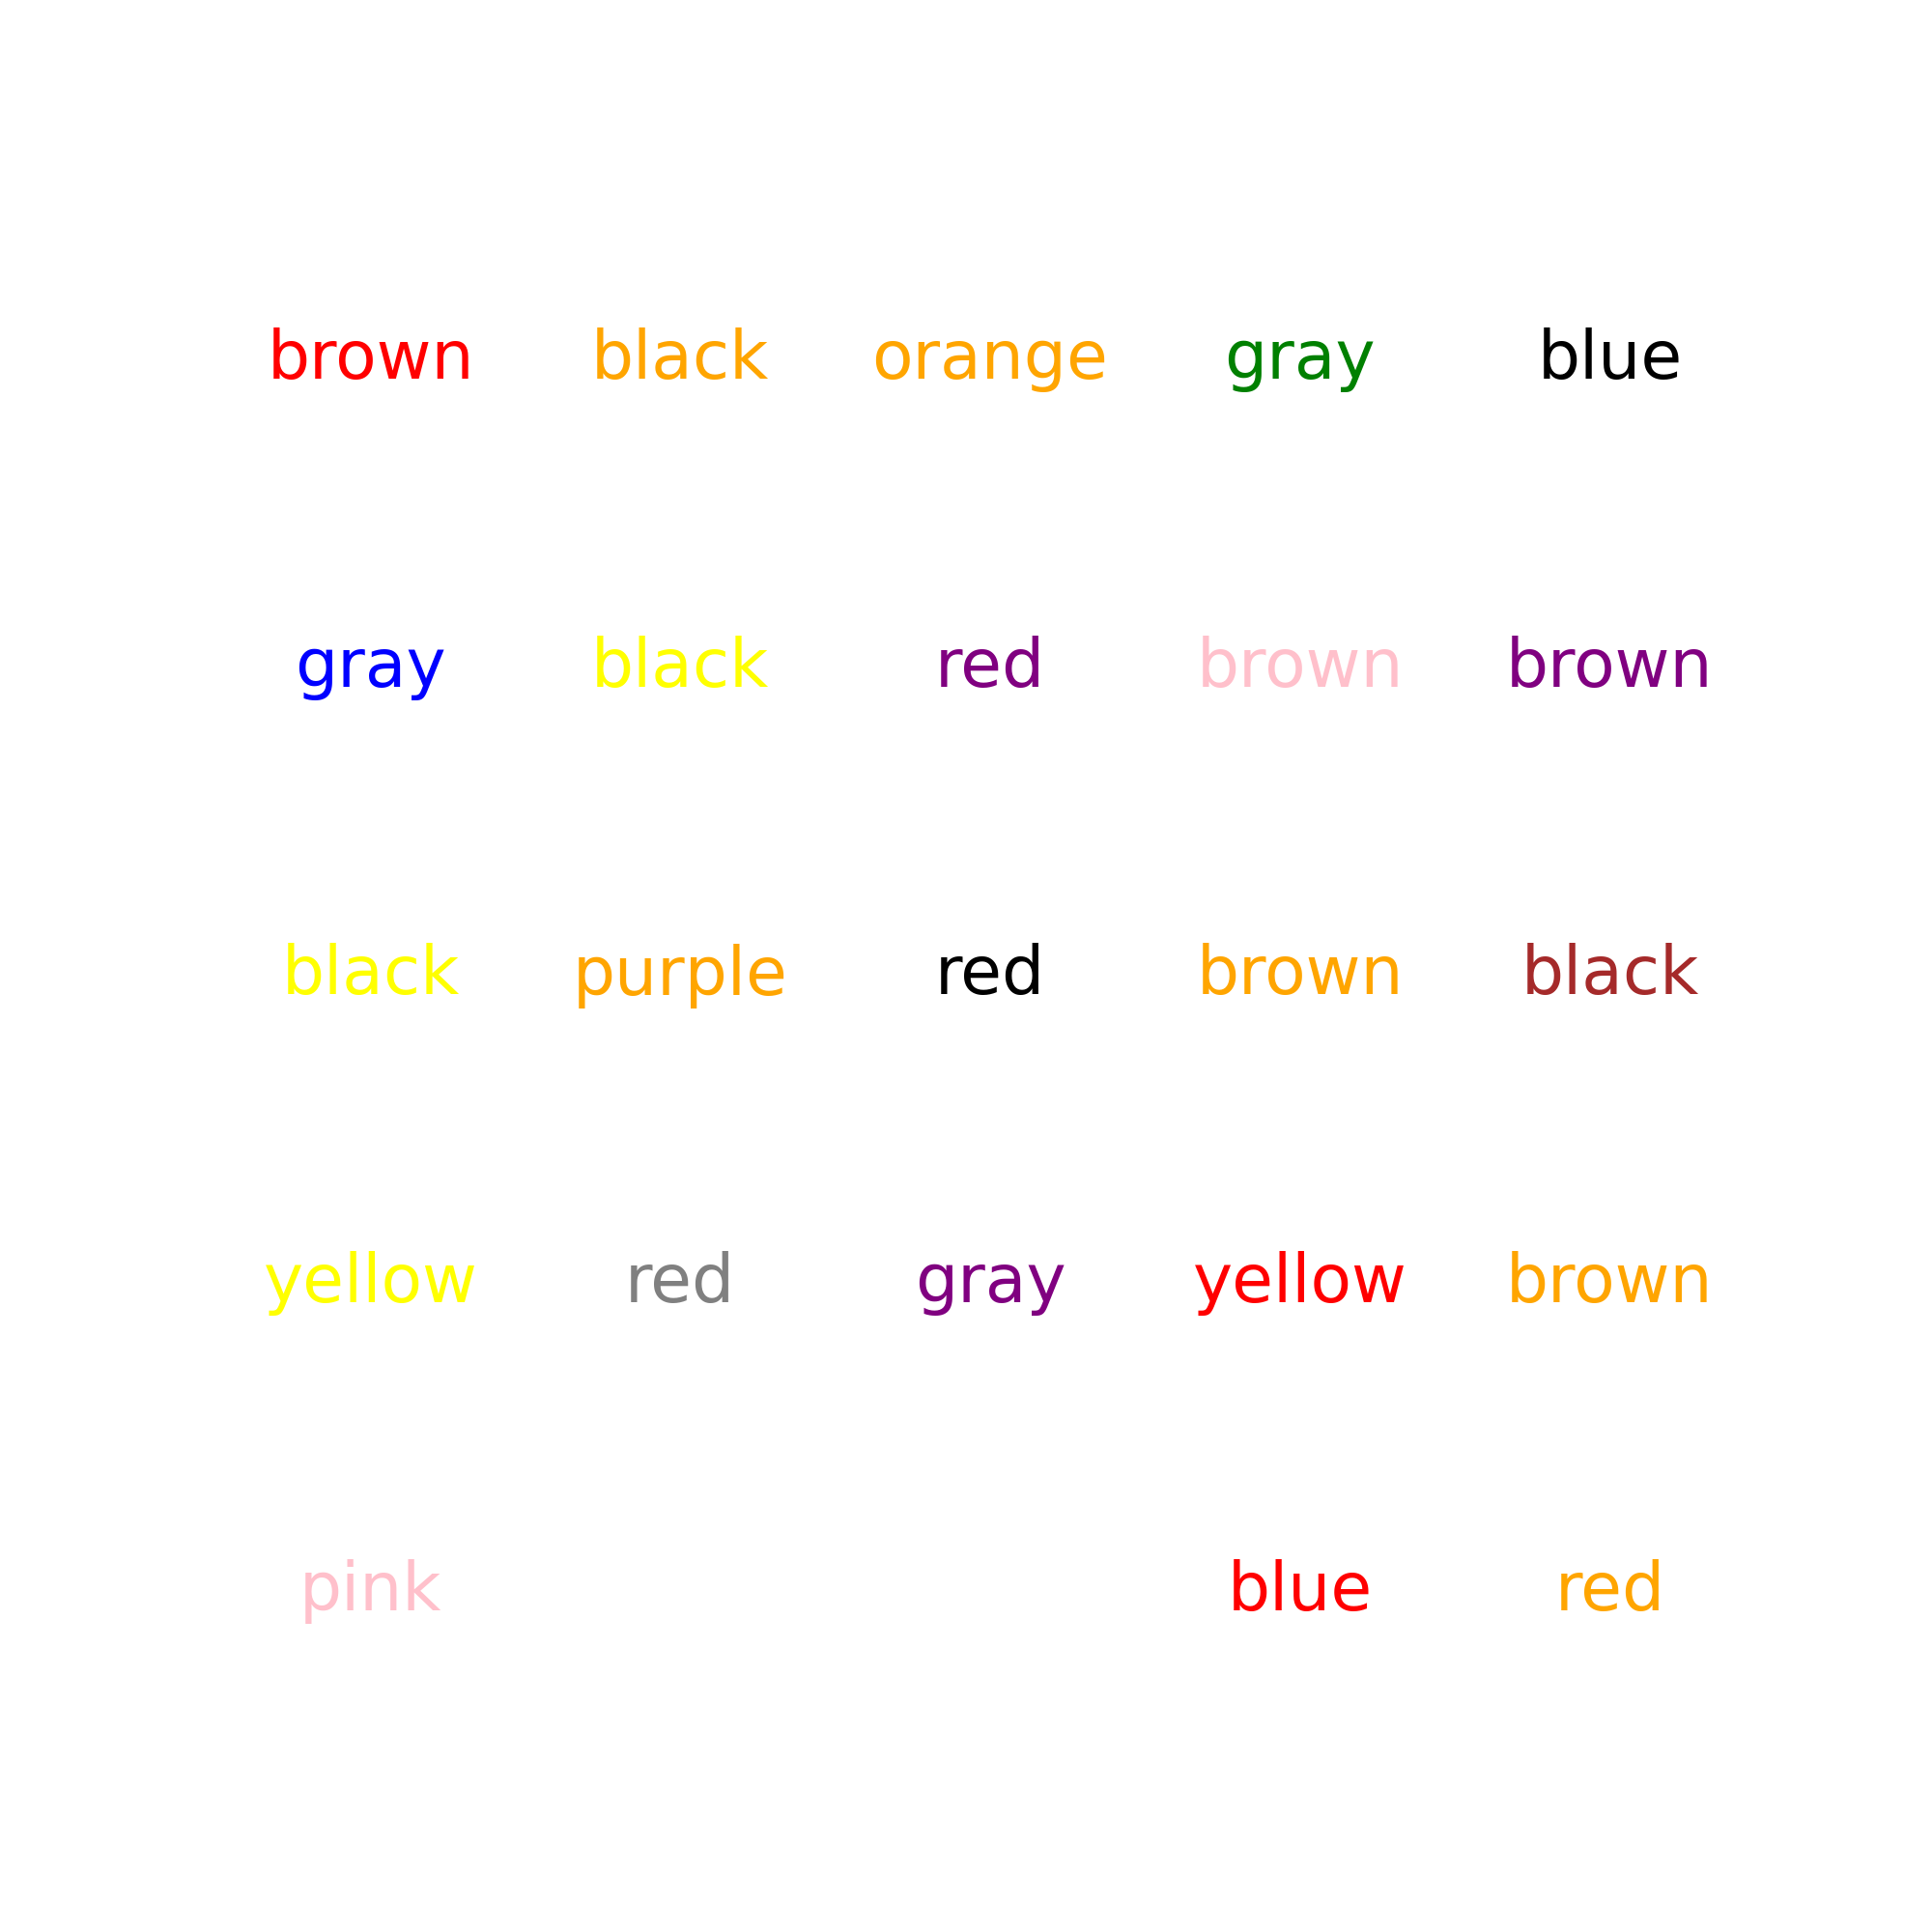 brown black orange gray blue
gray black red brown brown
black purple red brown black
yellow red gray yellow brown
pink blue red